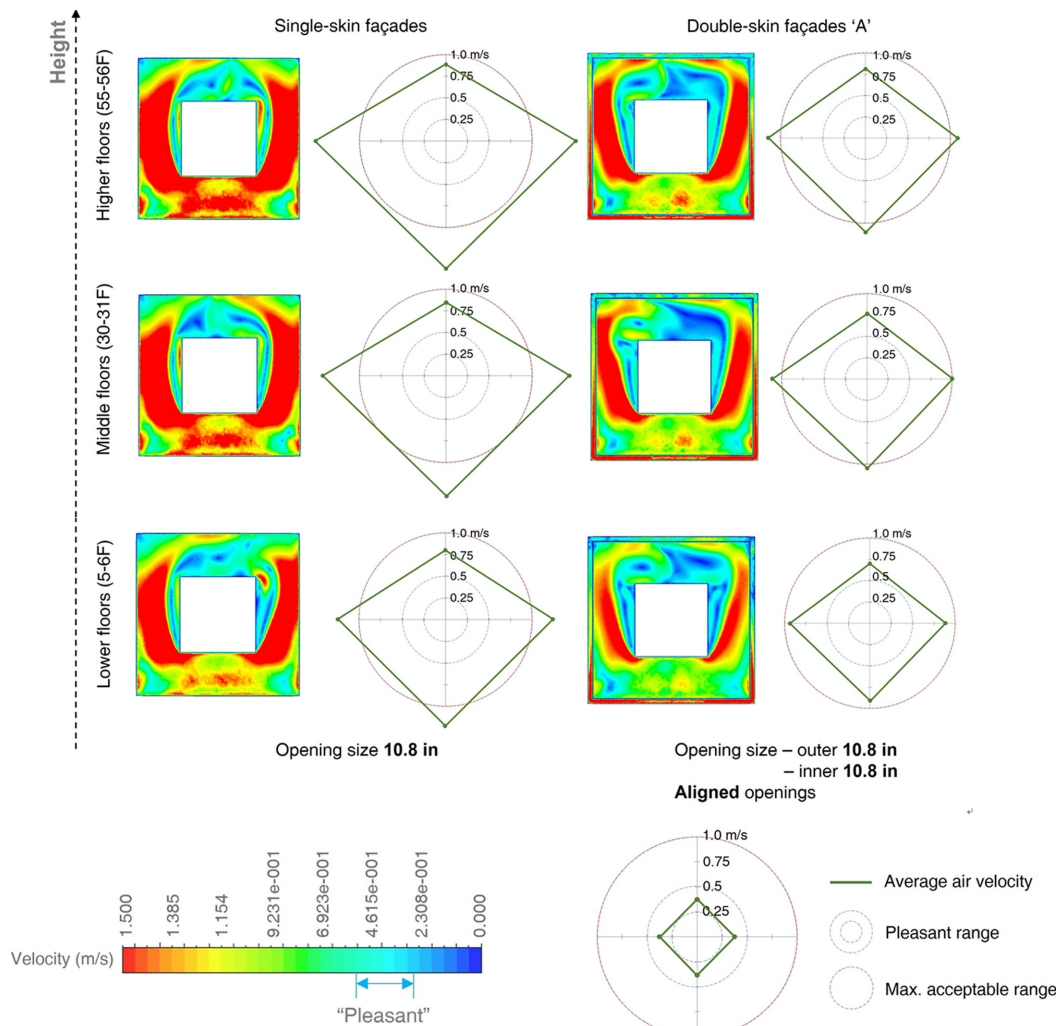 Single-skin façades
Double-skin façades ‘A’
Height
Higher floors (55-56F)
1.0 m/s
0.75
0.5
0.25
1.0 m/s
0.75
0.5
0.25
Middle floors (30-31F)
1.0 m/s
0.75
0.5
0.25
1.0 m/s
0.75
0.5
0.25
Lower floors (5-6F)
1.0 m/s
0.75
0.5
0.25
1.0 m/s
0.75
0.5
0.25
Opening size 10.8 in
Opening size – outer 10.8 in
– inner 10.8 in
Aligned openings
1.500
1.385
1.154
9.231e-001
6.923e-001
4.615e-001
2.308e-001
0.000
Velocity (m/s)
“Pleasant”
1.0 m/s
0.75
0.5
0.25
Average air velocity
Pleasant range
Max. acceptable range